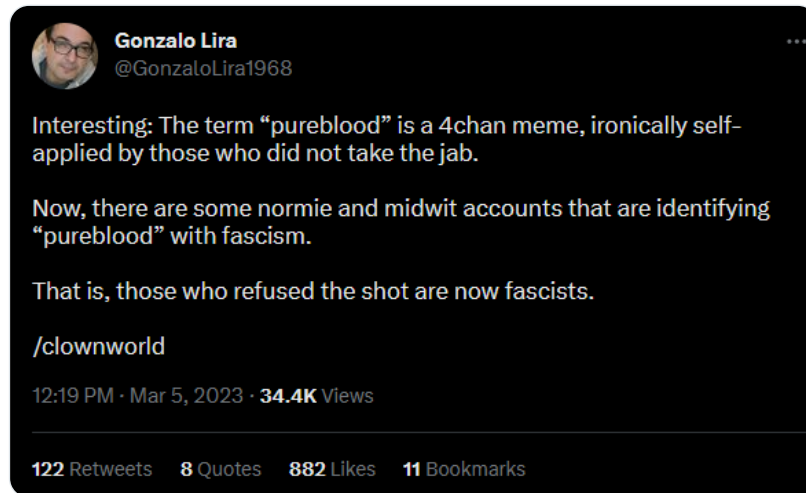 Gonzalo Lira
@GonzaloLira1968
Interesting: The term “pureblood” is a 4chan meme, ironically self-
applied by those who did not take the jab.
Now, there are some normie and midwit accounts that are identifying
“pureblood” with fascism.
That is, those who refused the shot are now fascists.
/clownworld
12:19 PM · Mar 5, 2023 · 34.4K Views
122 Retweets 8 Quotes 882 Likes 11 Bookmarks